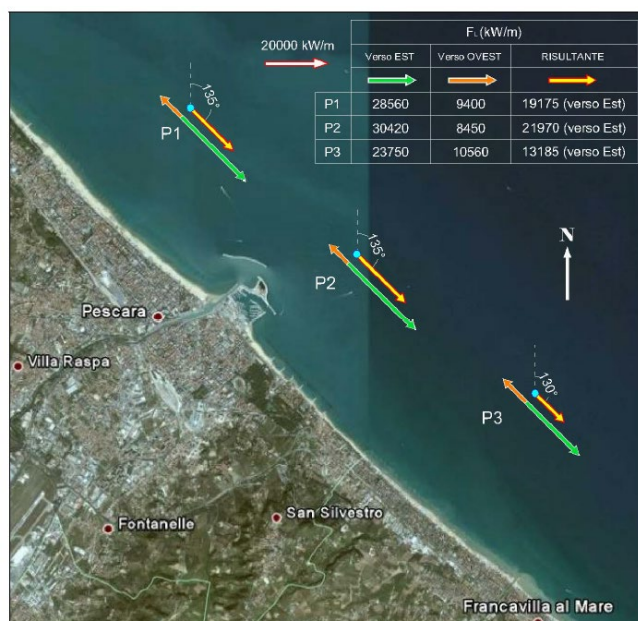 20000 kW/m
FL (kW/m)
Verso EST Verso OVEST RISULTANTE
P1 28560 9400 19175 (verso Est)
P2 30420 8450 21970 (verso Est)
P3 23750 10560 13185 (verso Est)
135°
P1
135°
P2
N
130°
P3
Pescara
Villa Raspa
Fontanelle
San Silvestro
Francavilla al Mare